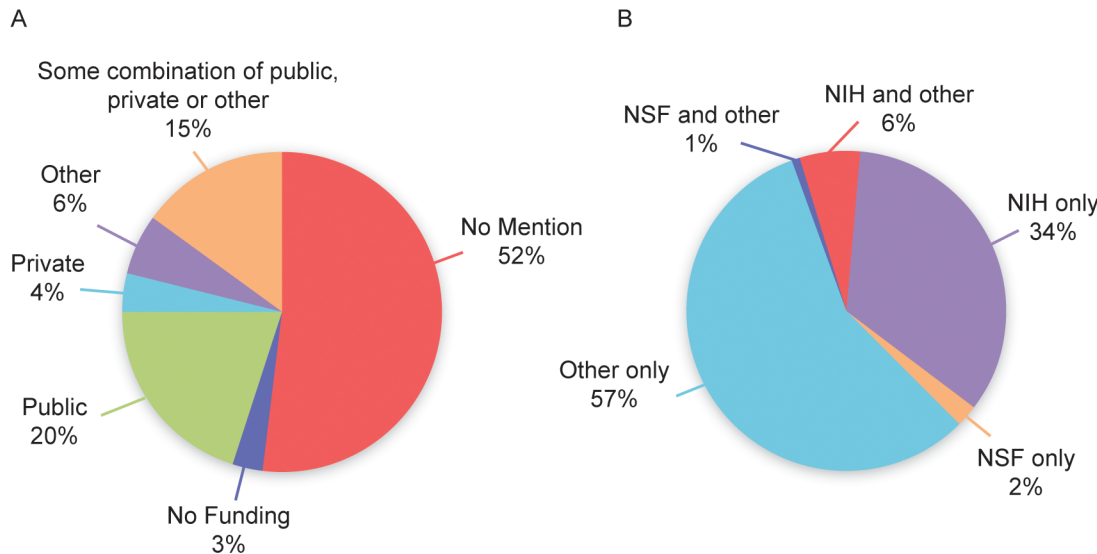 A
Some combination of public,
private or other
15%
Other
6%
Private
4%
Public
20%
No Funding
3%
No Mention
52%
B
NSF and other
1%
NIH and other
6%
NIH only
34%
Other only
57%
NSF only
2%